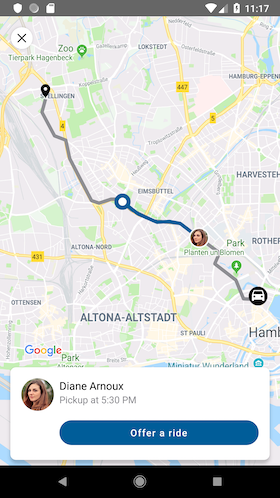 11:17
Zoo
Tierpark Hagenbeck
LOKSTEDT
447
HAMBURG-EPPEN
STELLINGEN
4
HARVESTEH
EIMSBÜTTEL
ALTONA-NORD
Park
Planten un Blomen
ROTHER
431
OTTENSEN
ALTONA-ALTSTADT
ST PAULI
Hamb
Google
Park
Altona
Miniatur Wunderland
Diane Arnoux
Pickup at 5:30 PM
Offer a ride